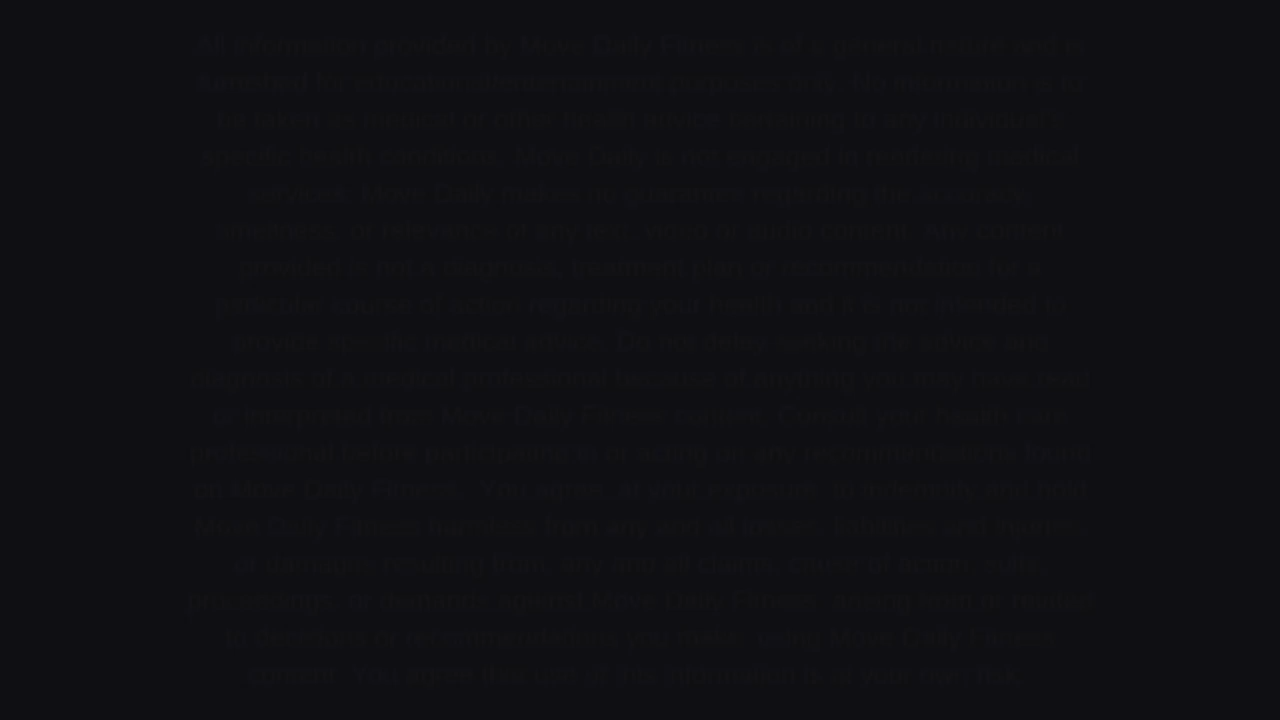 All information provided by Move Daily Fitness is of a general nature and is
furnished for educational/entertainment purposes only. No information is to
be taken as medical or other health advice pertaining to any individual
specific health conditions. Move Daily is not engaged in rendering medical
services. Move Daily makes no guarantee regarding the accuracy,
timeliness, or relevance of any text, video or audio content. Any content
provided is not a diagnosis, treatment plan or recommendation for a
particular course of action regarding your health and it is not intended to
provide specific medical advice. Do not delay seeking the advice and
diagnosis of a medical professional because of anything you may have read
or interpreted from Move Daily Fitness content. Consult your health care
professional before participating in or acting on any recommendations found
on Move Daily Fitness. You agree, at your expense, to indemnify and hold
Move Daily Fitness harmless from any and all losses, liabilities and injuries
or damages resulting from, any and all claims, cause of action, suits,
proceedings, or demands against Move Daily Fitness, arising from or related
to decisions or recommendations you make, using Move Daily Fitness
content. You agree that use of this information is at your own risk.